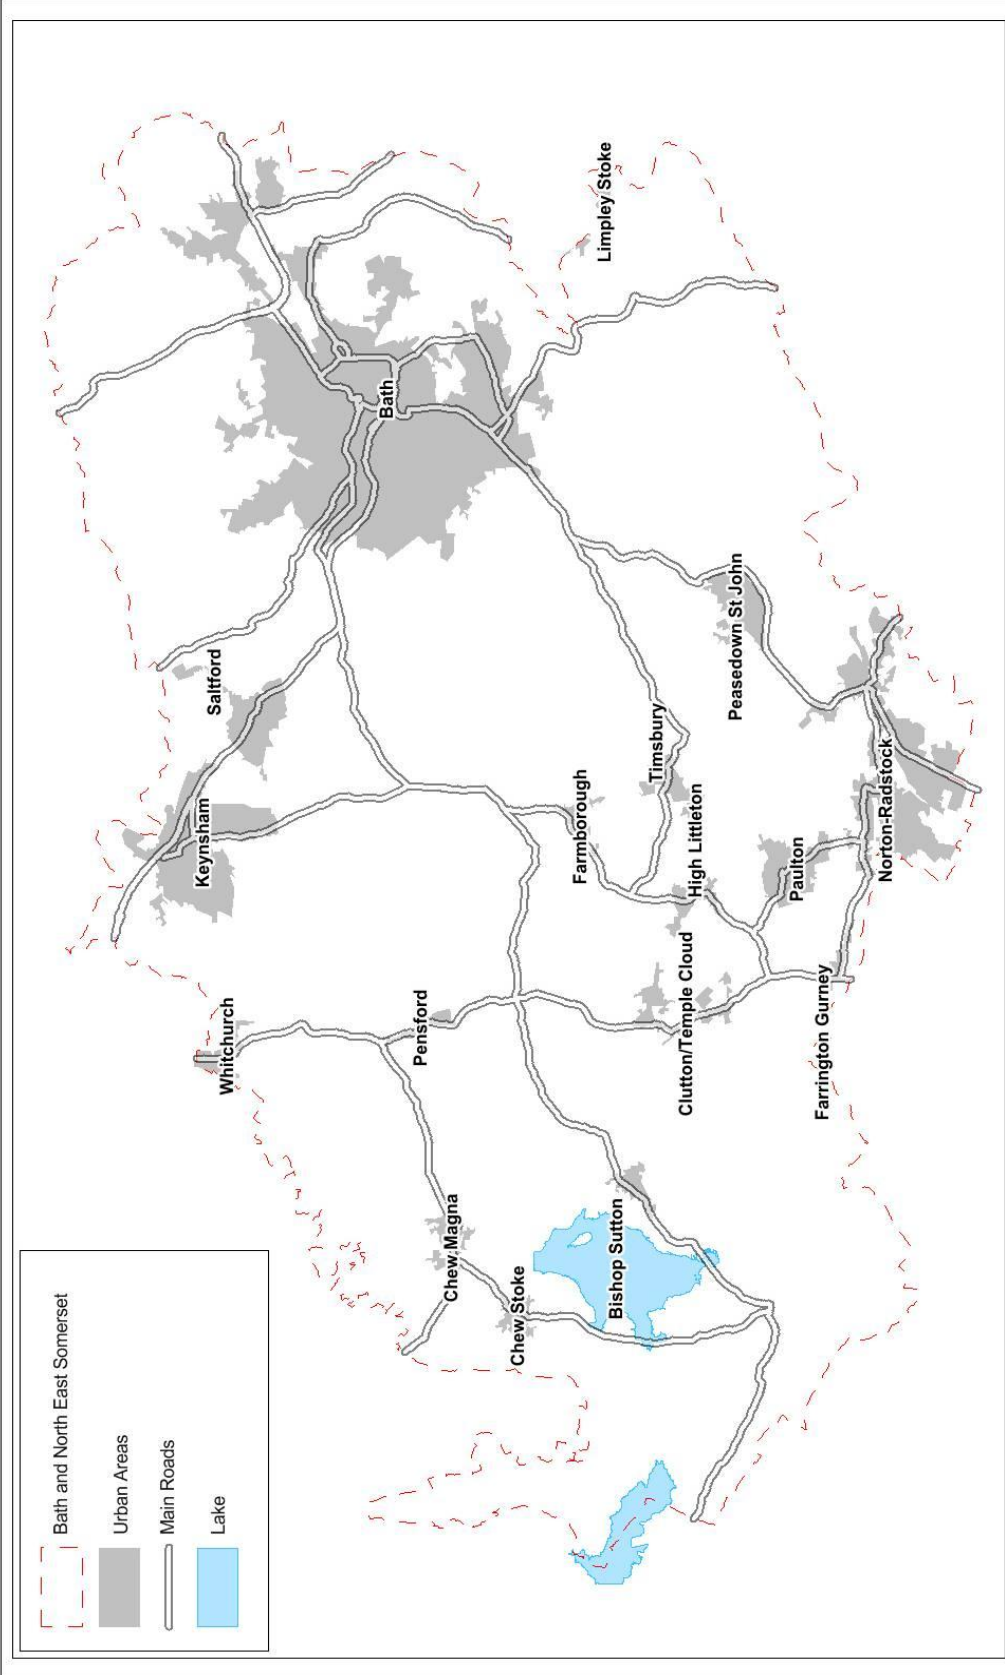 Bath and North East Somerset
Urban Areas
Main Roads
Lake
Saltford
Keynsham
Whitchurch
Bath
Pensford
Chew Magna
Chew Stoke
Limpley Stoke
Farmborough
Bishop Sutton
Timsbury
High Littleton
Clutton/Temple Cloud
Peasedown St John
Paulton
Farrington Gurney
Norton-Radstock